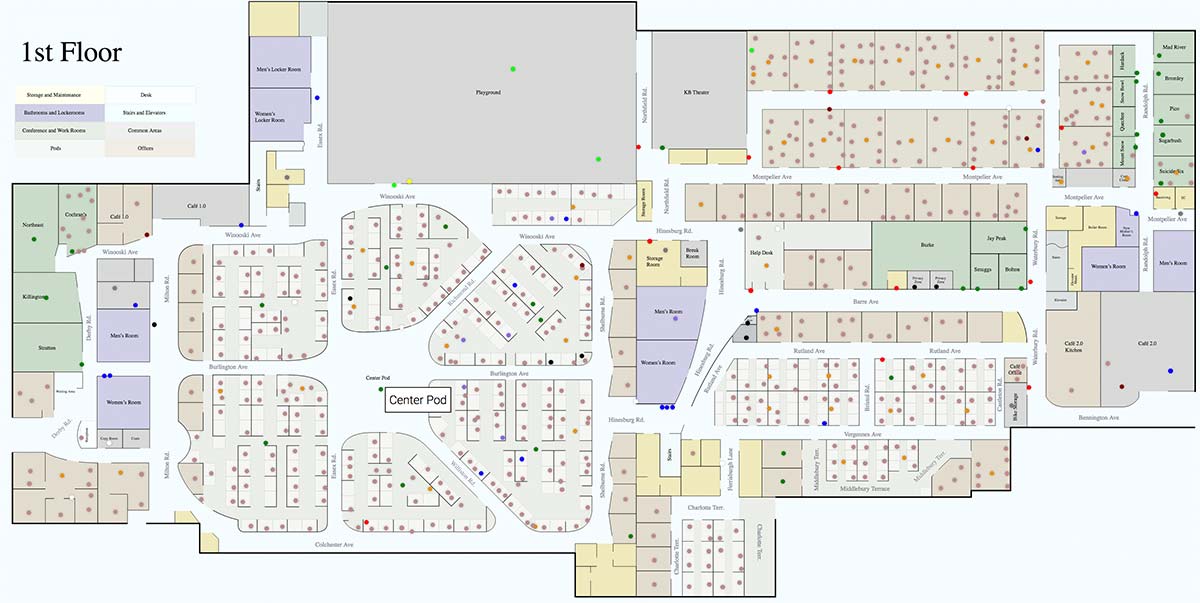 1st Floor
Storage and Maintenance
Desk
Bathrooms and Lockerooms
Stairs and Elevators
Conference and Work Rooms
Common Areas
Pods
Offices
Men's Locker Room
Women's
Locker Room
Essex Rd.
Stairs
Playground
Northfield Rd.
KB Theater
Montpelier Ave
Montpelier Ave
Hardack
Snow Bowl
Quechee
Mount Snow
Randolph Rd.
Mad River
Bromley
Pico
Sugarbush
Suicide Six
Montpelier Ave
Montpelier Ave
Northeast
Cochran's
Café 1.0
Café 1.0
Winooski Ave
Winooski Ave
Winooski Ave
Winooski Ave
Storage Room
Northfield Rd.
Hinesburg Rd.
Storage
Room
Break
Room
Hinesburg Rd.
Help Desk
Burke
Jay Peak
Smuggs
Bolton
Waterbury Rd.
Storage
Boiler Room
Women's Room
Randolph Rd.
Men's Room
Killington
Stratton
Derby Rd.
Men's Room
Women's Room
Milton Rd.
Essex Rd.
Richmond Rd.
Shelburne Rd.
Men's Room
Women's Room
Barre Ave
Rutland Ave
Rutland Ave
Hinesburg Rd.
Rutland Ave
Waterbury Rd.
Café 2.0
Kitchen
Café 2.0
Bennington Ave
Burlington Ave
Burlington Ave
Center Pod
Center Pod
Café
Office
Bike Storage
Castleton Rd.
Bristol Rd.
Waiting Area
Derby Rd.
Copy Room
Coats
Hinesburg Rd.
Vergennes Ave
Milton Rd.
Essex Rd.
Williston Rd.
Shelburne Rd.
Stairs
Ferrisburgh Lane
Middlebury Terr.
Middlebury Terr.
Middlebury Terrace
Colchester Ave
Charlotte Terr.
Charlotte Terr.
Charlotte Terr.